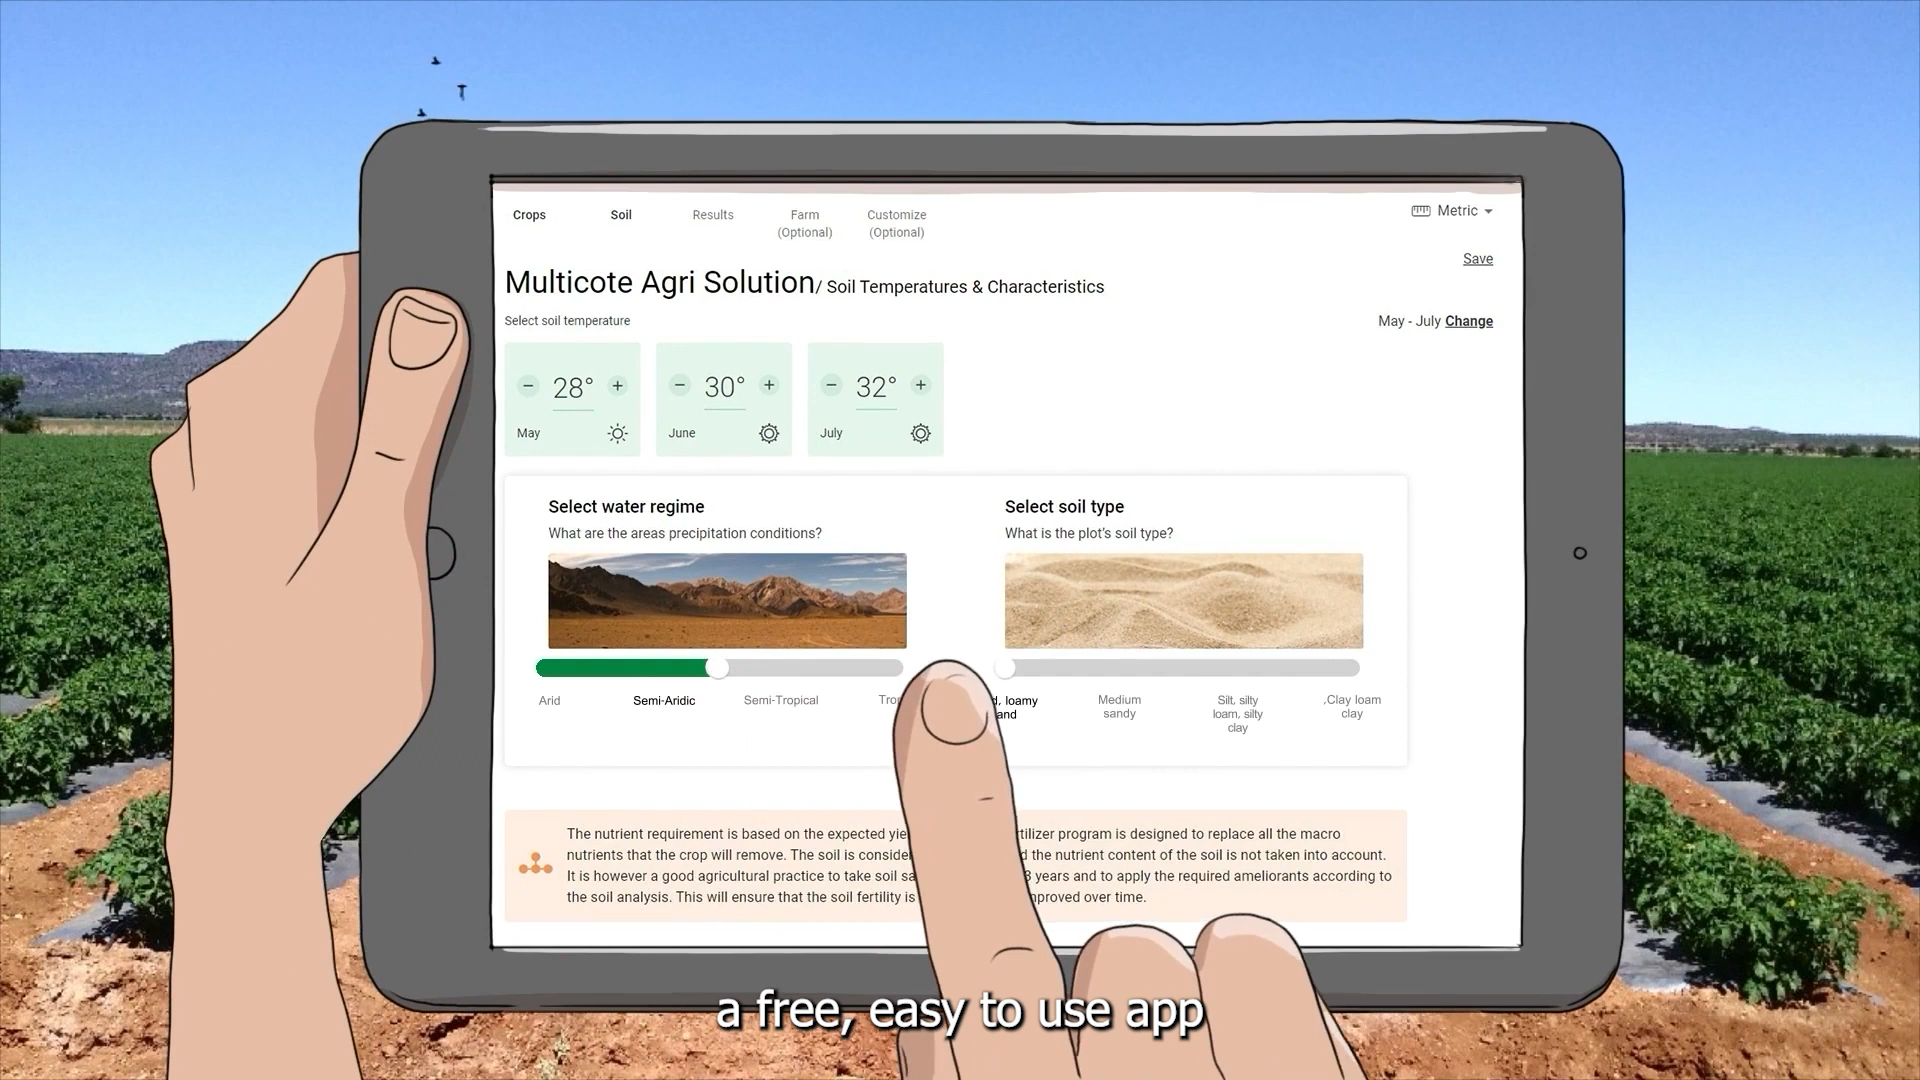 Crops Soil Results Farm Customize Metric
(Optional) (Optional)
Save
Multicote Agri Solution/ Soil Temperatures & Characteristics
Select soil temperature May - July Change
28° 30° 32°
May June July
Select water regime Select soil type
What are the areas precipitation conditions? What is the plot's soil type?
Arid Semi-Aridic Semi-Tropical loamy Medium Silt, silty ,Clay loam
sandy loam, silty clay
clay
The nutrient requirement is based on the expected program is designed to replace all the macro
nutrients that the crop will remove. The soil is the nutrient content of the soil is not taken into account.
It is however a good agricultural practice to take soil years and to apply the required ameliorants according to
the soil analysis. This will ensure that the soil fertility is over time.
a free, easy to use app